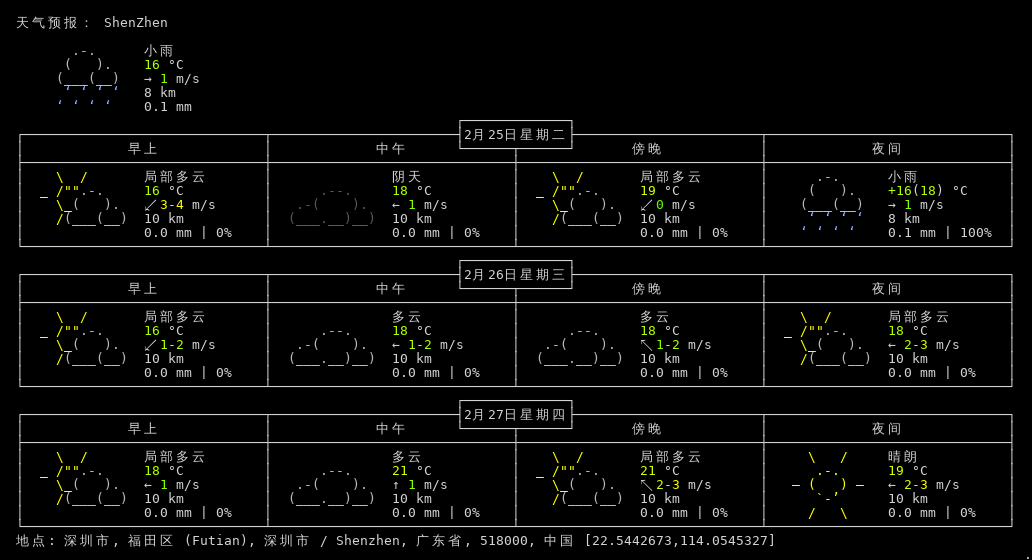 天气预报： ShenZhen
小雨
16 °C
→ 1 m/s
8 km
0.1 mm
2月25日星期二
早上 中午 傍晚 夜间
局部多云 阴天 局部多云 小雨
16 °C 18 °C 19 °C +16(18) °C
↙ 3-4 m/s ← 1 m/s ↙ 0 m/s → 1 m/s
10 km 10 km 10 km 8 km
0.0 mm | 0% 0.0 mm | 0% 0.0 mm | 0% 0.1 mm | 100%
2月26日星期三
早上 中午 傍晚 夜间
局部多云 多云 多云 局部多云
16 °C 18 °C 18 °C 18 °C
↙ 1-2 m/s ← 1-2 m/s ↖ 1-2 m/s ← 2-3 m/s
10 km 10 km 10 km 10 km
0.0 mm | 0% 0.0 mm | 0% 0.0 mm | 0% 0.0 mm | 0%
2月27日星期四
早上 中午 傍晚 夜间
局部多云 多云 局部多云 晴朗
18 °C 21 °C 21 °C 19 °C
← 1 m/s ↑ 1 m/s ↖ 2-3 m/s ← 2-3 m/s
10 km 10 km 10 km 10 km
0.0 mm | 0% 0.0 mm | 0% 0.0 mm | 0% 0.0 mm | 0%
地点: 深圳市, 福田区 (Futian), 深圳市 / Shenzhen, 广东省, 518000, 中国 [22.5442673,114.0545327]